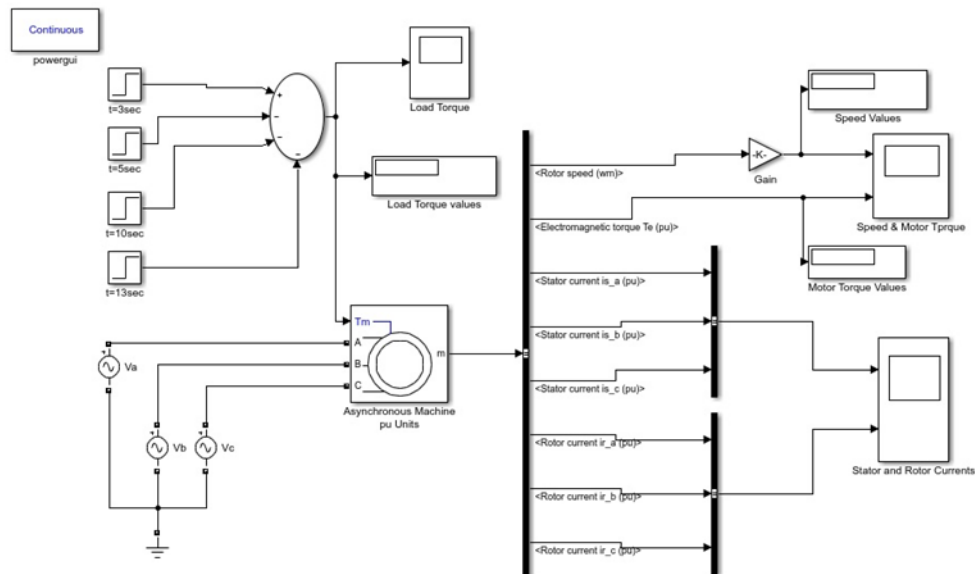 Continuous
powergui
t=3sec
t=5sec
t=10sec
t=13sec
+
−
−
−
Load Torque
Load Torque values
Tm
A
B
C
m
Asynchronous Machine
pu Units
Va
Vb
Vc
<Rotor speed (wm)>
<Electromagnetic torque Te (pu)>
<Stator current is_a (pu)>
<Stator current is_b (pu)>
<Stator current is_c (pu)>
<Rotor current ir_a (pu)>
<Rotor current ir_b (pu)>
<Rotor current ir_c (pu)>
-K-
Gain
Speed Values
Speed & Motor Tprque
Motor Torque Values
Stator and Rotor Currents